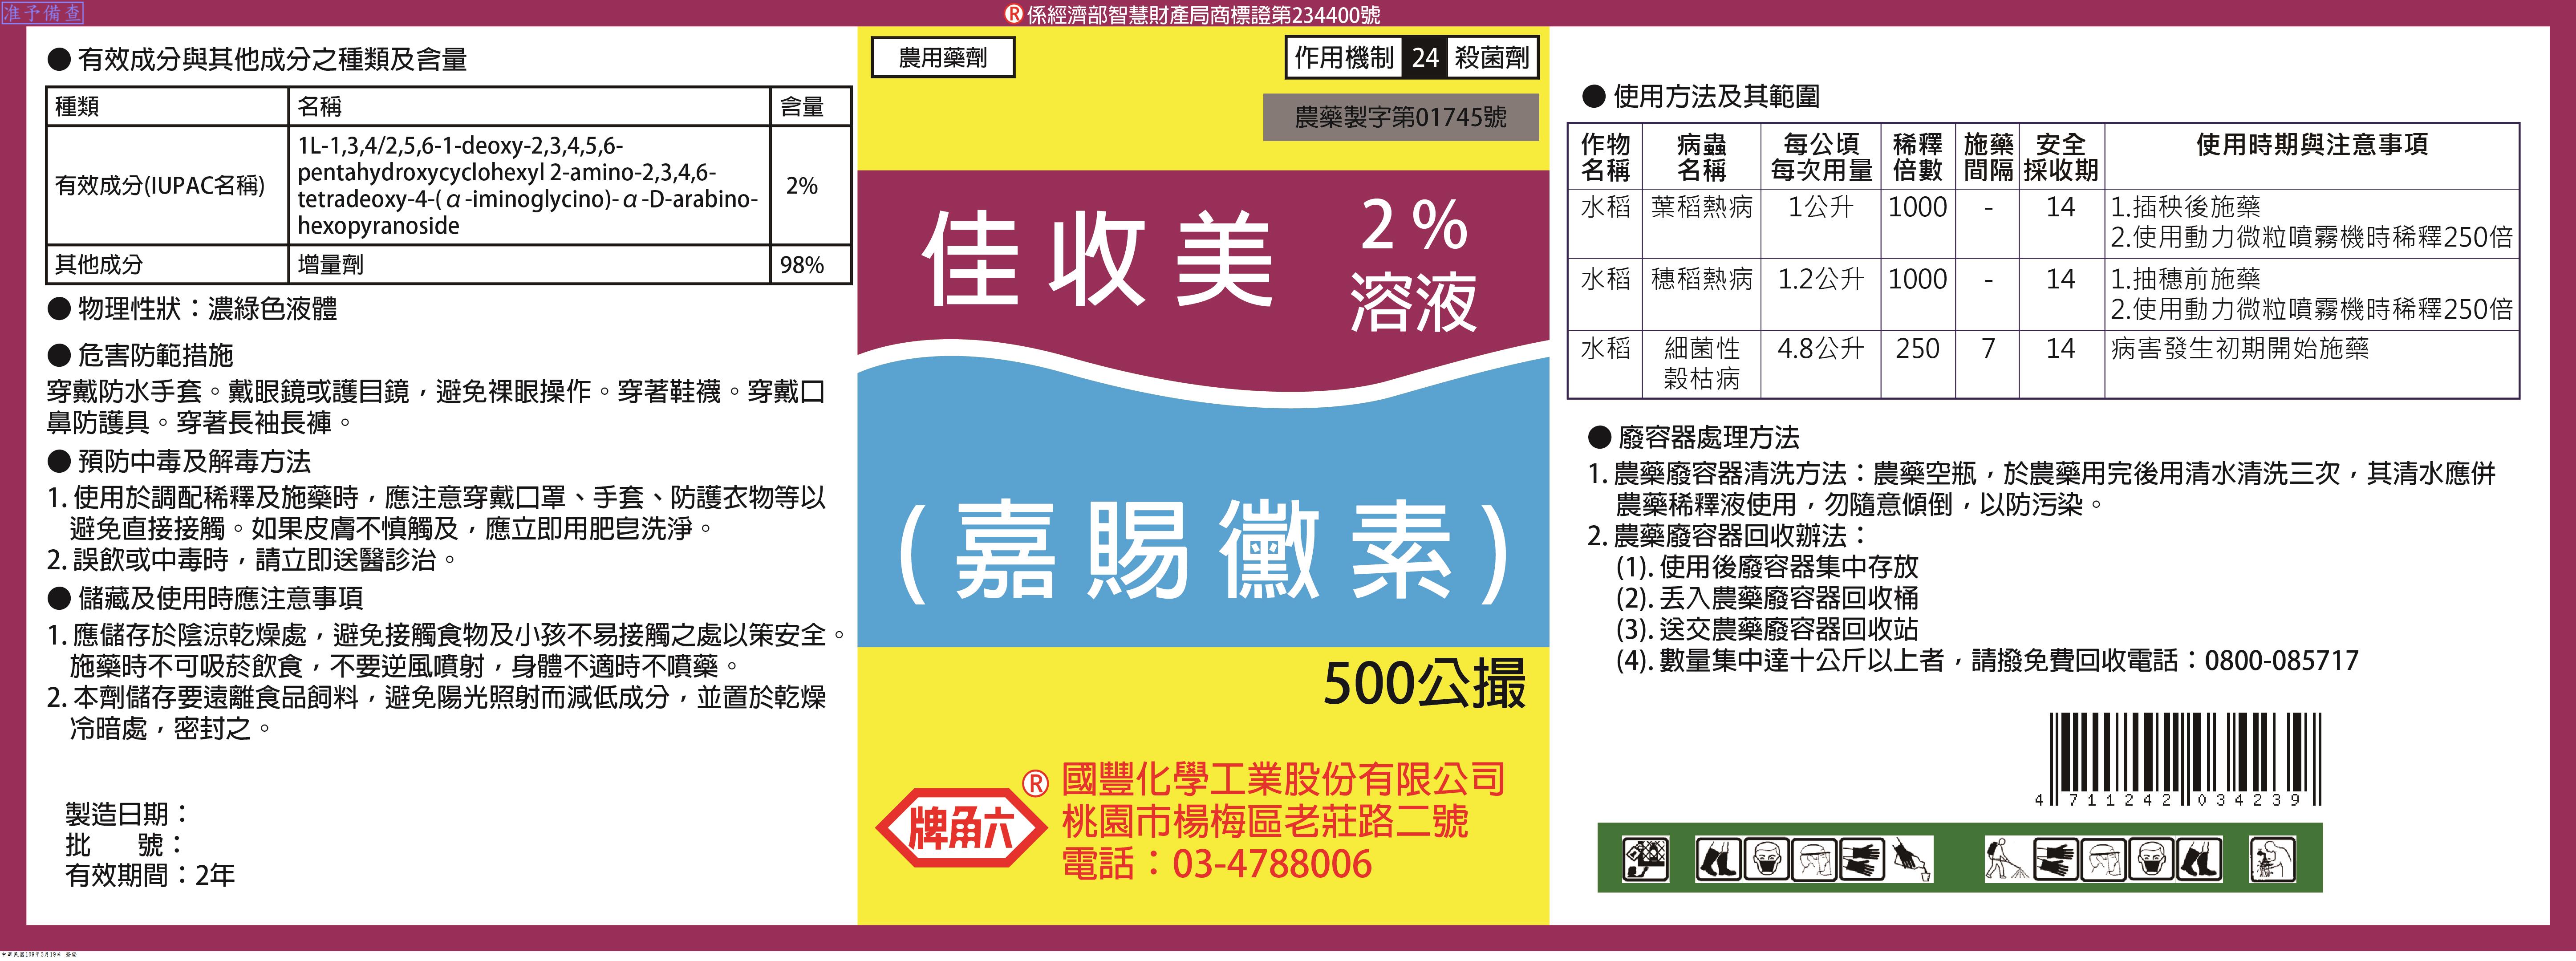 准予備查
®係經濟部智慧財產局商標證第234400號
● 有效成分與其他成分之種類及含量
種類 名稱 含量
有效成分(IUPAC名稱) 1L-1,3,4/2,5,6-1-deoxy-2,3,4,5,6-
pentahydroxycyclohexyl 2-amino-2,3,4,6-
tetradeoxy-4-(α-iminoglycino)-α-D-arabino-
hexopyranoside 2%
其他成分 增量劑 98%
● 物理性狀：濃綠色液體
● 危害防範措施
穿戴防水手套。戴眼鏡或護目鏡，避免裸眼操作。穿著鞋襪。穿戴口
鼻防護具。穿著長袖長褲。
● 預防中毒及解毒方法
1. 使用於調配稀釋及施藥時，應注意穿戴口罩、手套、防護衣物等以
避免直接接觸。如果皮膚不慎觸及，應立即用肥皂洗淨。
2. 誤飲或中毒時，請立即送醫診治。
● 儲藏及使用時應注意事項
1. 應儲存於陰涼乾燥處，避免接觸食物及小孩不易接觸之處以策安全。
施藥時不可吸菸飲食，不要逆風噴射，身體不適時不噴藥。
2. 本劑儲存要遠離食品飼料，避免陽光照射而減低成分，並置於乾燥
冷暗處，密封之。
製造日期：
批 號：
有效期間：2年
農用藥劑
作用機制 24 殺菌劑
農藥製字第01745號
佳收美 2%
溶液
(嘉賜黴素)
500公撮
牌角六 ®
國豐化學工業股份有限公司
桃園市楊梅區老莊路二號
電話：03-4788006
● 使用方法及其範圍
作物名稱 病蟲名稱 每公頃每次用量 稀釋倍數 施藥間隔 安全採收期 使用時期與注意事項
水稻 葉稻熱病 1公升 1000 - 14 1.插秧後施藥
2.使用動力微粒噴霧機時稀釋250倍
水稻 穗稻熱病 1.2公升 1000 - 14 1.抽穗前施藥
2.使用動力微粒噴霧機時稀釋250倍
水稻 細菌性穀枯病 4.8公升 250 7 14 病害發生初期開始施藥
● 廢容器處理方法
1. 農藥廢容器清洗方法：農藥空瓶，於農藥用完後用清水清洗三次，其清水應併
農藥稀釋液使用，勿隨意傾倒，以防污染。
2. 農藥廢容器回收辦法：
(1). 使用後廢容器集中存放
(2). 丟入農藥廢容器回收桶
(3). 送交農藥廢容器回收站
(4). 數量集中達十公斤以上者，請撥免費回收電話：0800-085717
4 711242 034239
中華民國109年3月19日